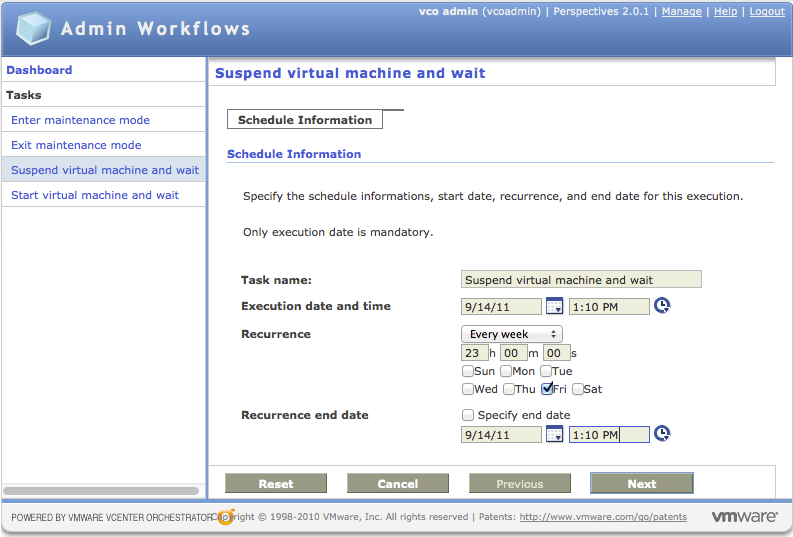 vco admin (vcoadmin) | Perspectives 2.0.1 | Manage | Help | Logout
Admin Workflows
Dashboard
Tasks
Enter maintenance mode
Exit maintenance mode
Suspend virtual machine and wait
Start virtual machine and wait
Suspend virtual machine and wait
Schedule Information
Schedule Information
Specify the schedule informations, start date, recurrence, and end date for this execution.
Only execution date is mandatory.
Task name: Suspend virtual machine and wait
Execution date and time 9/14/11 1:10 PM
Recurrence Every week
23 h 00 m 00 s
Sun Mon Tue
Wed Thu Fri Sat
Recurrence end date Specify end date
9/14/11 1:10 PM
Reset Cancel Previous Next
POWERED BY VMWARE VCENTER ORCHESTRATOR Copyright © 1998-2010 VMware, Inc. All rights reserved | Patents: http://www.vmware.com/go/patents vmware